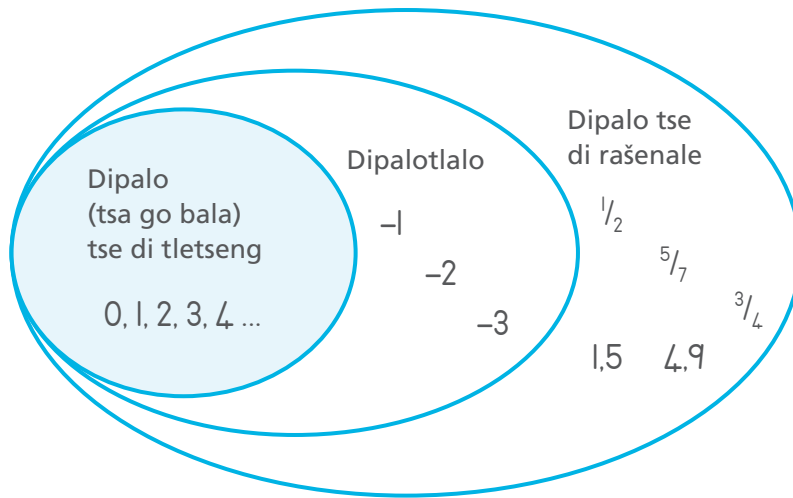 Dipalo
(tsa go bala)
tse di tletseng
0, 1, 2, 3, 4 ...
Dipalotlalo
–1
–2
–3
Dipalo tse
di rašenale
1/2
5/7
3/4
1,5 4,9